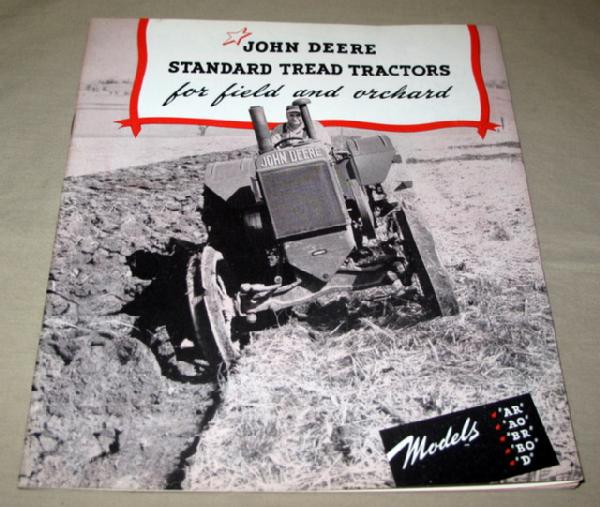 JOHN DEERE
STANDARD TREAD TRACTORS
for field and orchard
JOHN DEERE
Models
"AR"
"AO"
"BR"
"BO"
"D"